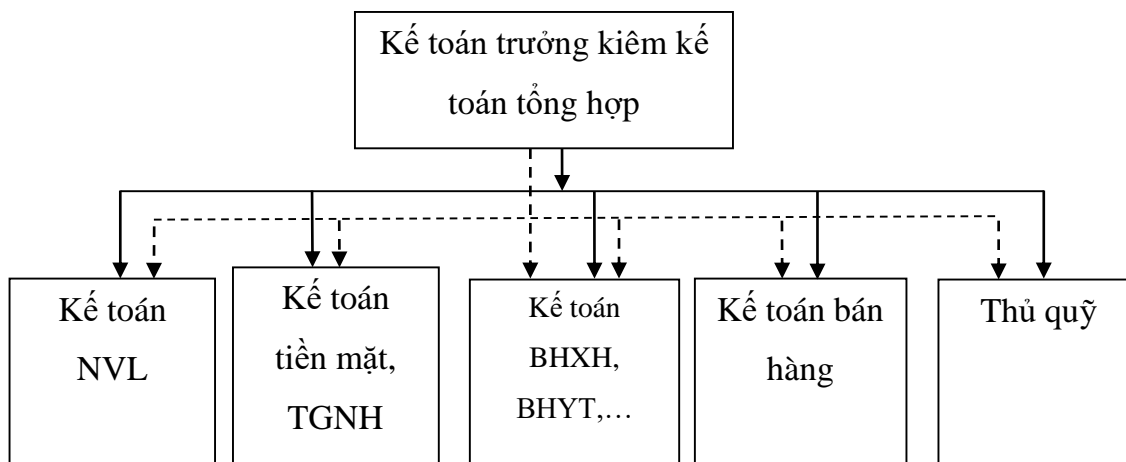 Kế toán trưởng kiêm kế
toán tổng hợp
Kế toán
NVL
Kế toán
tiền mặt,
TGNH
Kế toán
BHXH,
BHYT,…
Kế toán bán
hàng
Thủ quỹ